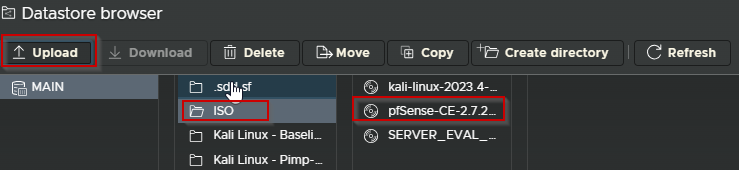 Datastore browser
Upload Download Delete Move Copy Create directory Refresh
MAIN
.sdd.sf
ISO
Kali Linux - Baseli...
Kali Linux - Pimp-...
kali-linux-2023.4-...
pfSense-CE-2.7.2...
SERVER_EVAL_...